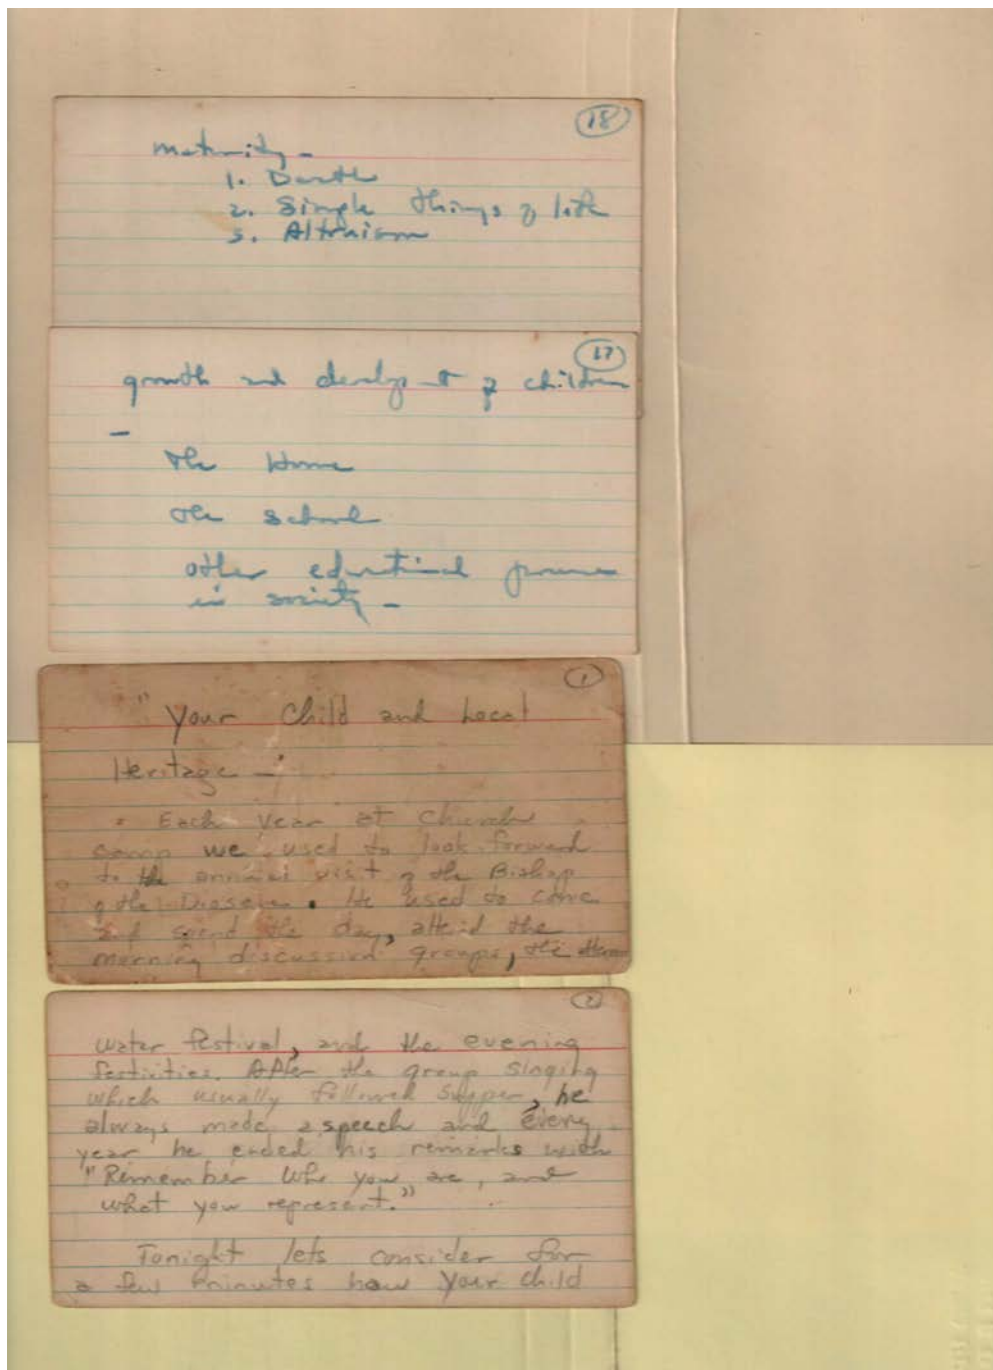 18
maturity -
1. Death
2. Simple things of life
3. Altruism
17
growth and development of children
-
the Home
the school
other educational forces
in society -
1
"Your Child and Local
Heritage -"
Each year at Church
camp we used to look forward
to the annual visit of the Bishop
of the Diocese. He used to come
and spend the day, attend the
morning discussion groups, the
2
water festival, and the evening
festivities. After the group singing
which usually followed supper, he
always made a speech and every
year he ended his remarks with
"Remember who you are, and
what you represent."
Tonight lets consider for
a few minutes how your child